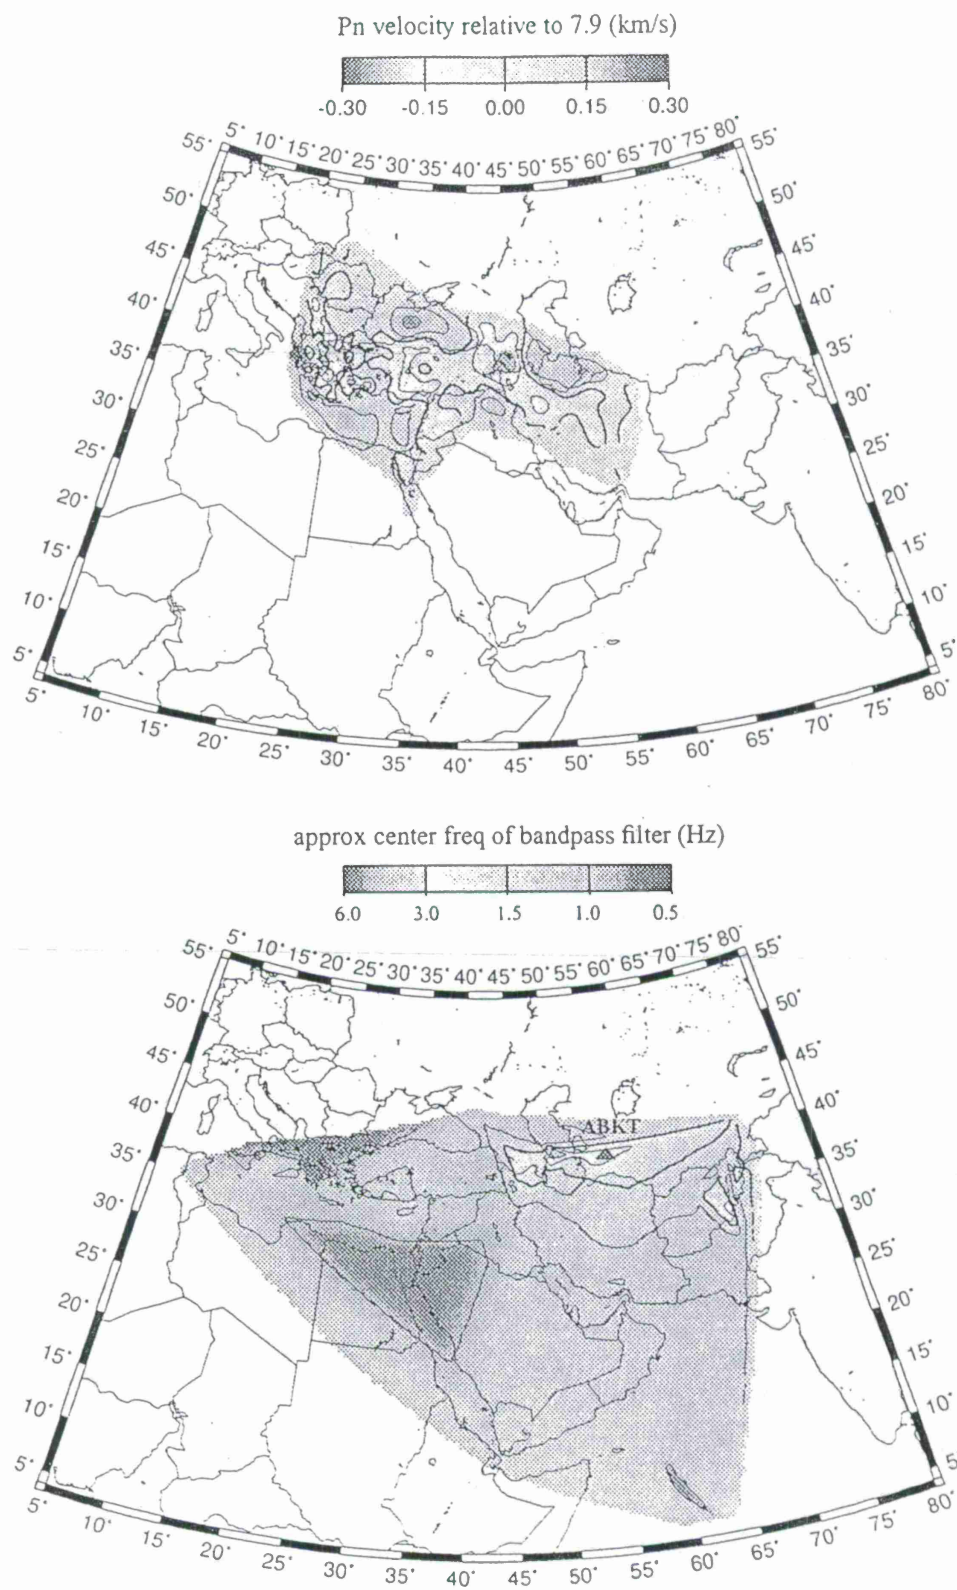 Pn velocity relative to 7.9 (km/s)
-0.30 -0.15 0.00 0.15 0.30
5° 10° 15° 20° 25° 30° 35° 40° 45° 50° 55° 60° 65° 70° 75° 80°
55° 55°
50° 50°
45° 45°
40° 40°
35° 35°
30° 30°
25° 25°
20° 20°
15° 15°
10° 10°
5° 5°
5° 10° 15° 20° 25° 30° 35° 40° 45° 50° 55° 60° 65° 70° 75° 80°
approx center freq of bandpass filter (Hz)
6.0 3.0 1.5 1.0 0.5
5° 10° 15° 20° 25° 30° 35° 40° 45° 50° 55° 60° 65° 70° 75° 80°
55° 55°
50° 50°
45° 45°
40° 40°
ABKT
35° 35°
30° 30°
25° 25°
20° 20°
15° 15°
10° 10°
5° 5°
5° 10° 15° 20° 25° 30° 35° 40° 45° 50° 55° 60° 65° 70° 75° 80°